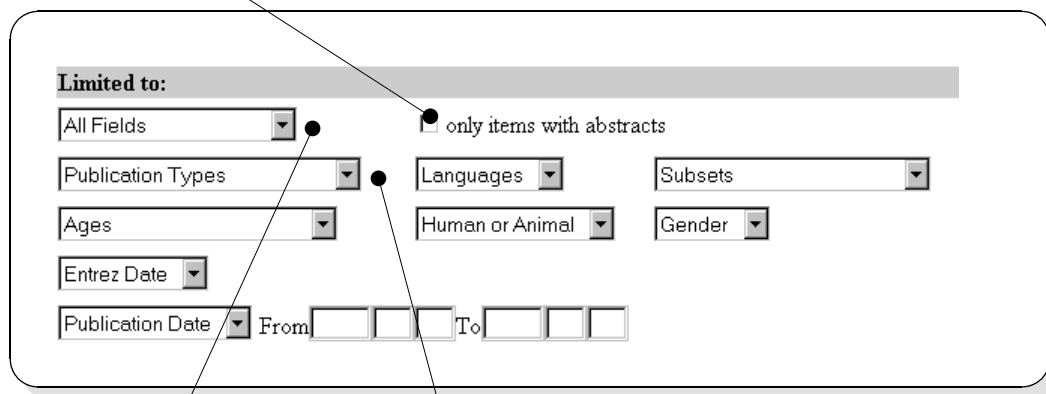 Limited to:
All Fields only items with abstracts
Publication Types Languages Subsets
Ages Human or Animal Gender
Entrez Date
Publication Date From To